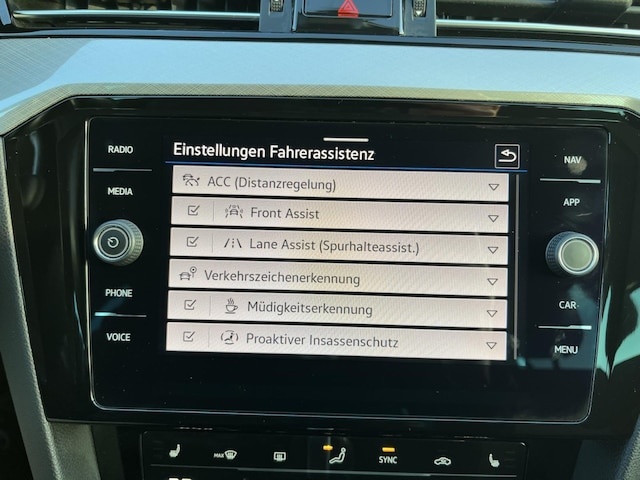 RADIO
MEDIA
PHONE
VOICE
Einstellungen Fahrerassistenz
ACC (Distanzregelung)
Front Assist
Lane Assist (Spurhalteassist.)
Verkehrszeichenerkennung
Müdigkeitserkennung
Proaktiver Insassenschutz
NAV
APP
CAR
MENU
MAX
SYNC